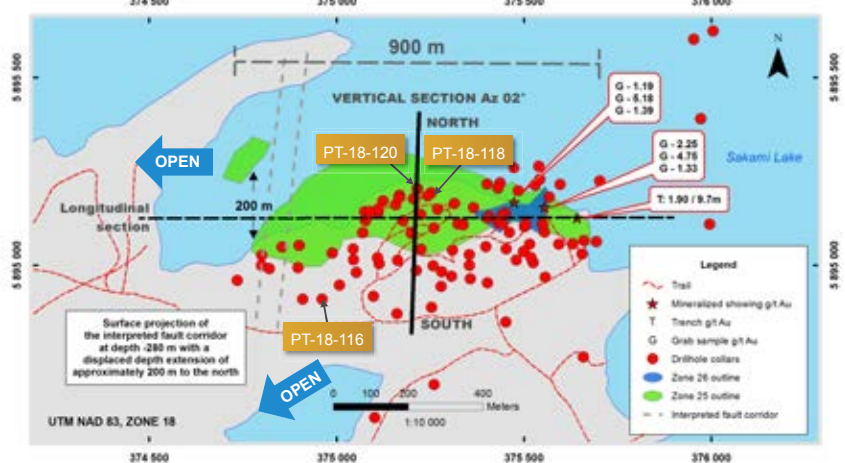 374 500
375 000
375 500
376 000
5 895 500
5 895 500
900 m
N
VERTICAL SECTION Az 02°
NORTH
G - 1.19
G - 5.18
G - 1.39
PT-18-120
PT-18-118
G - 2.25
G - 4.75
G - 1.33
Sakami Lake
OPEN
T: 1.90 / 9.7m
200 m
Longitudinal
section
5 895 000
5 895 000
Legend
Trail
Mineralized showing g/t Au
T Trench g/t Au
G Grab sample g/t Au
Drillhole collars
Zone 26 outline
Zone 25 outline
Interpreted fault corridor
Surface projection of
the interpreted fault corridor
at depth -280 m with a
displaced depth extension of
approximately 200 m to the north
SOUTH
PT-18-116
OPEN
0 100 200 400
Meters
1:10 000
UTM NAD 83, ZONE 18
374 500
375 000
375 500
376 000